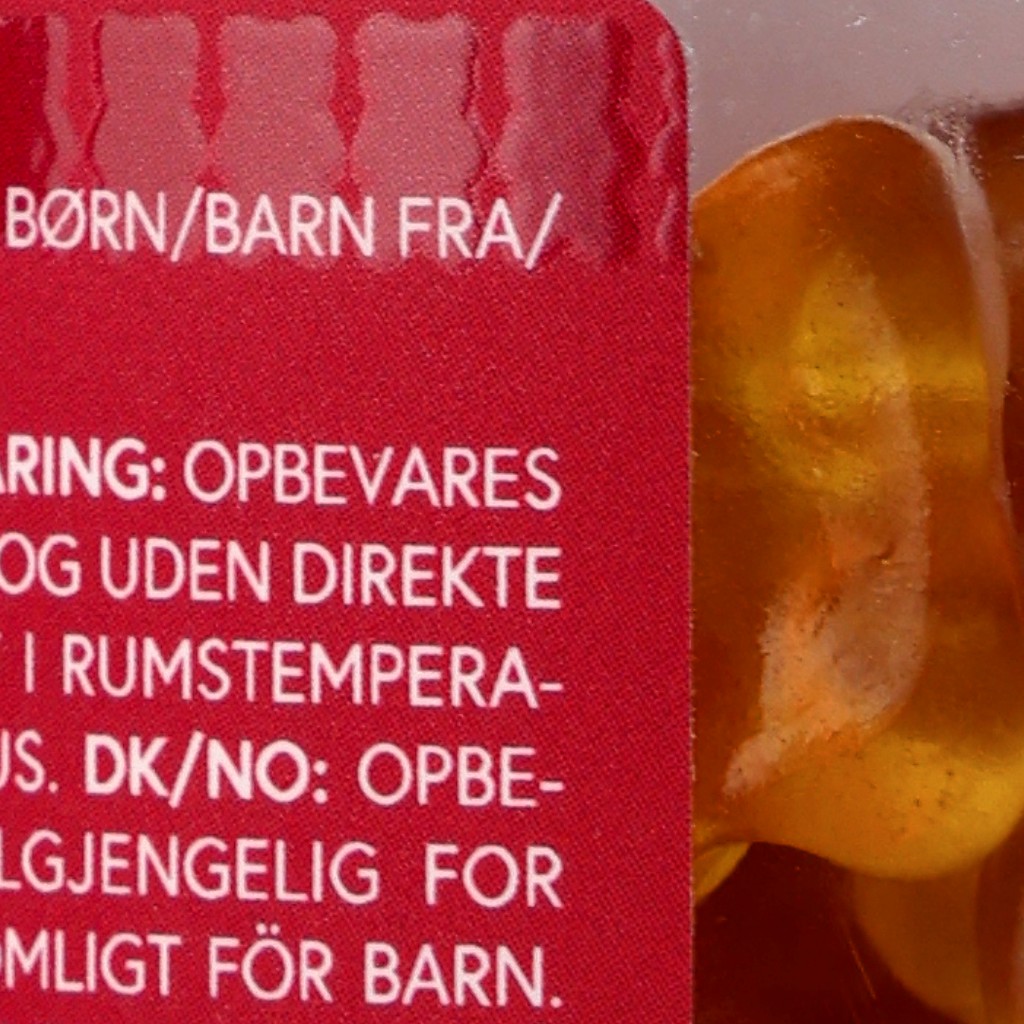 BØRN/BARN FRA/
ARING: OPBEVARES
OG UDEN DIREKTE
I RUMSTEMPERA-
US. DK/NO: OPBE-
LGJENGELIG FOR
OMLIGT FÖR BARN.